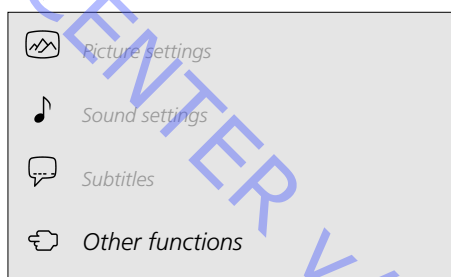 Picture settings
Sound settings
Subtitles
Other functions
CENTER V